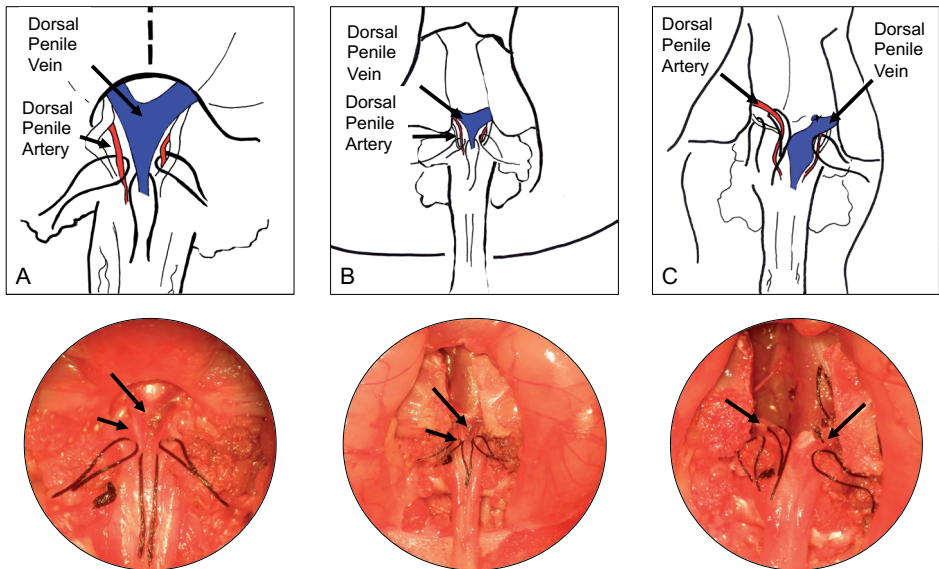 Dorsal
Penile
Vein
Dorsal
Penile
Artery
A
Dorsal
Penile
Vein
Dorsal
Penile
Artery
B
Dorsal
Penile
Artery
Dorsal
Penile
Vein
C